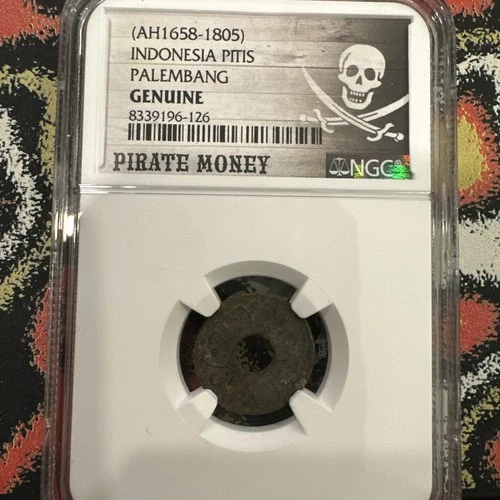 (AH1658-1805)
INDONESIA PITIS
PALEMBANG
GENUINE
8339196-126
PIRATE MONEY
NGC®